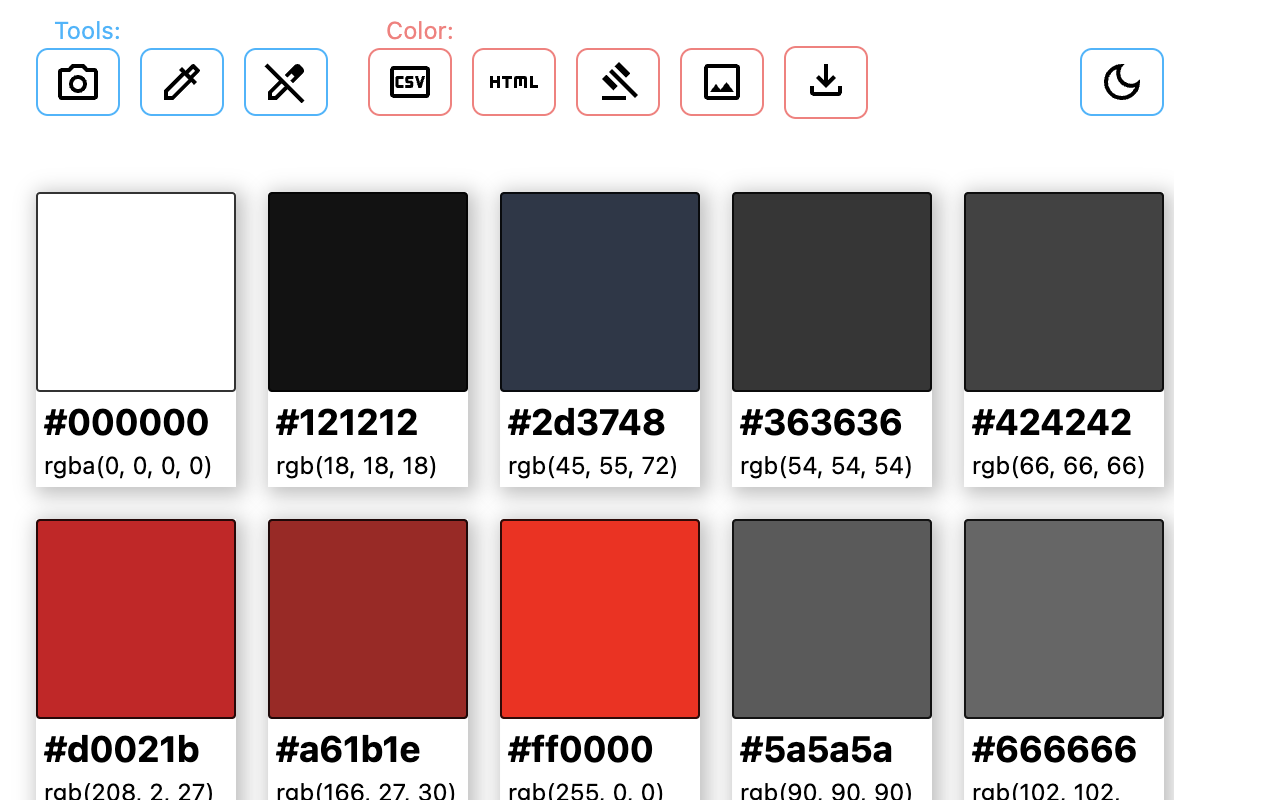 Tools: Color:
CSV HTML
#000000 #121212 #2d3748 #363636 #424242
rgba(0, 0, 0, 0) rgb(18, 18, 18) rgb(45, 55, 72) rgb(54, 54, 54) rgb(66, 66, 66)
#d0021b #a61b1e #ff0000 #5a5a5a #666666
rgb(208, 2, 27) rgb(166, 27, 30) rgb(255, 0, 0) rgb(90, 90, 90) rgb(102, 102,